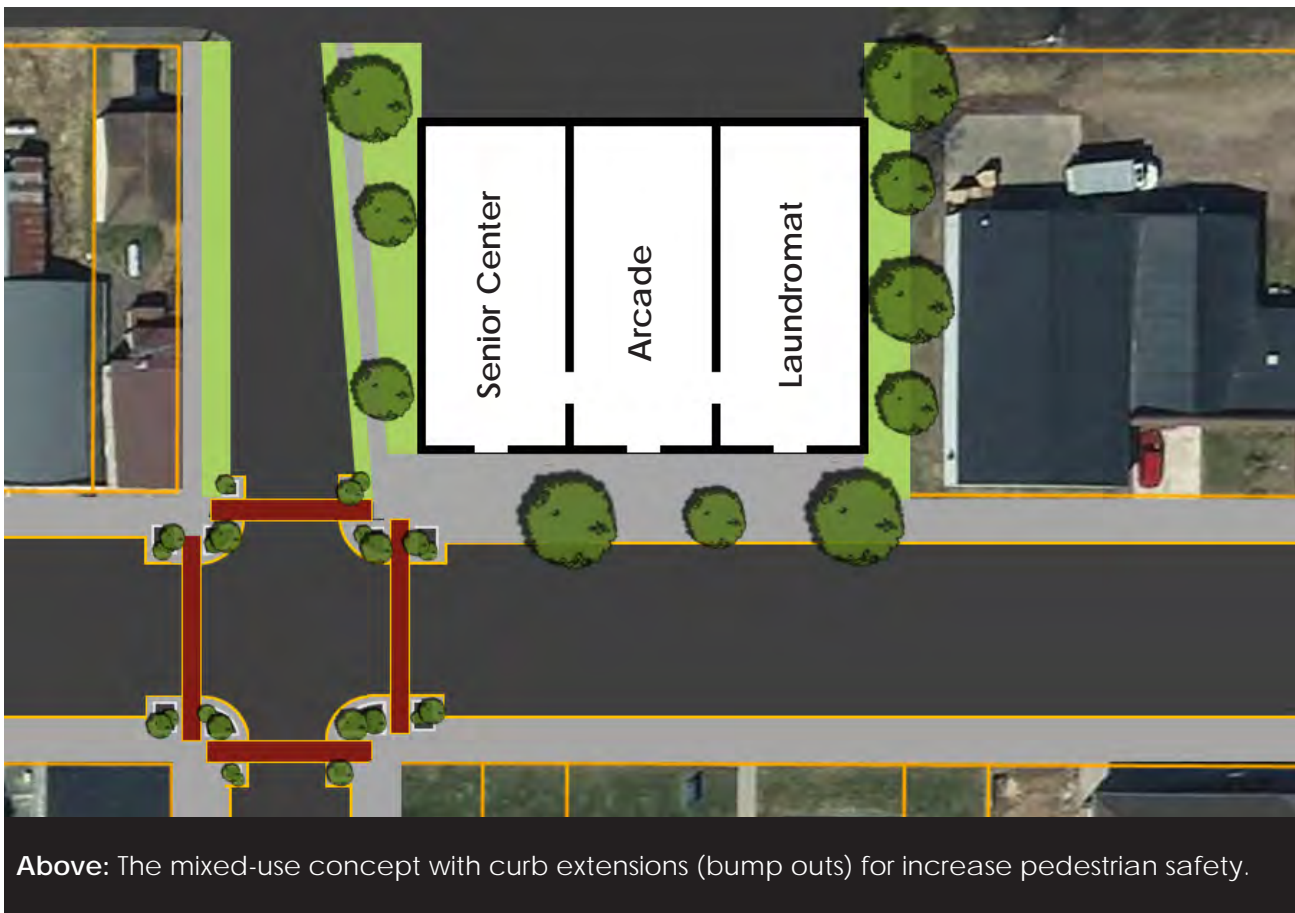 Senior Center
Arcade
Laundromat
Above: The mixed-use concept with curb extensions (bump outs) for increase pedestrian safety.